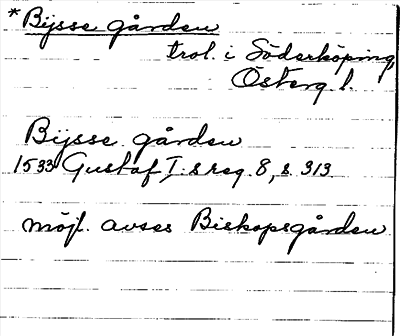 *Bijsse gården
trol. i Söderköping,
Österg. l.
Bijsse gården
1533 Gustaf I:s reg. 8, s. 313
möjl. avses Biskopsgården